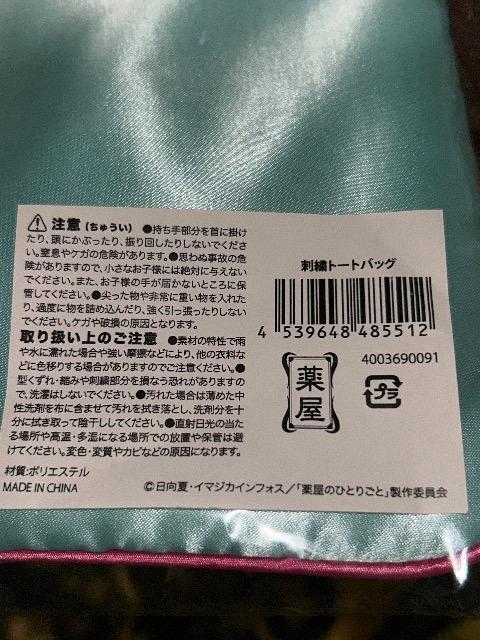 注意(ちゅうい) ●持ち手部分を首に掛け
たり、頭にかぶったり、振り回したりしないでくださ
い。窒息やケガの危険があります。●思わぬ事故の危
険がありますので、小さなお子様には絶対に与えない
でください。また、お子様の手が届かないところに保
管してください。●尖った物や非常に重い物を入れた
り、過度に物を詰め込んだり、強く引っ張ったりしない
でください。ケガや破損の原因となります。
取り扱い上のご注意 ●素材の特性で雨
や水に濡れた場合や強い摩擦などにより、他の衣料な
どに色移りする場合がありますのでご注意ください。●
型くずれ・縮みや刺繍部分を損なう恐れがありますの
で、洗濯はしないでください。●汚れた場合は薄めた中
性洗剤を布に含ませて汚れを拭き落とし、洗剤分を十
分に拭き取って陰干ししてください。●直射日光の当た
る場所や高温・多湿になる場所での放置や保管は避
けてください。変色・変質やカビなどの原因になります。
材質:ポリエステル
MADE IN CHINA
刺繍トートバッグ
4 539648 485512
薬屋
4003690091
プラ
©日向夏・イマジカインフォス/「薬屋のひとりごと」製作委員会